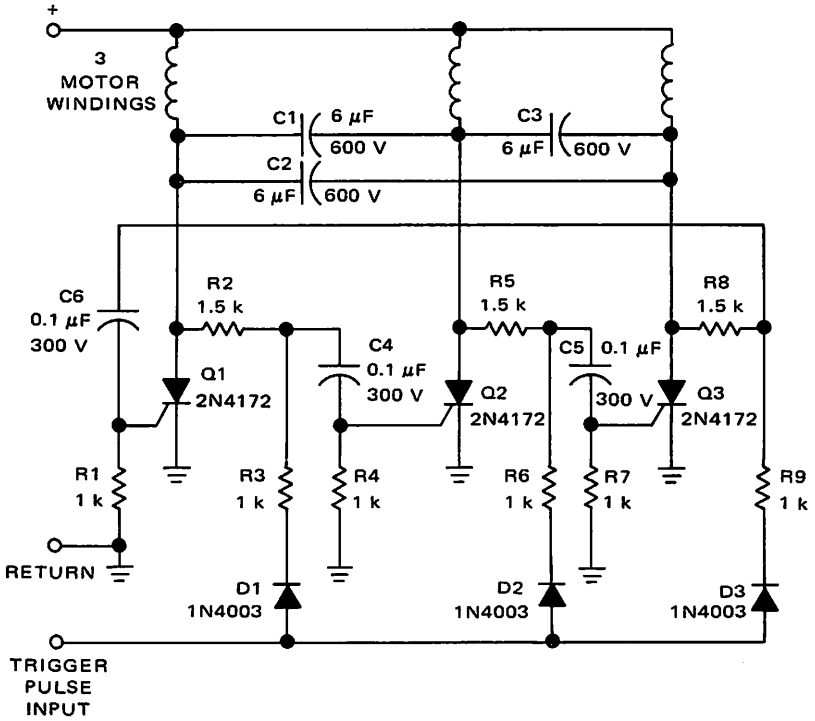 +
3
MOTOR
WINDINGS
C1 6 μF
600 V
C3
6 μF 600 V
C2
6 μF 600 V
C6
0.1 μF
300 V
R2
1.5 k
R5
1.5 k
R8
1.5 k
C4
0.1 μF
300 V
C5 0.1 μF
300 V
Q1
2N4172
Q2
2N4172
Q3
2N4172
R1
1 k
R3
1 k
R4
1 k
R6
1 k
R7
1 k
R9
1 k
RETURN
D1
1N4003
D2
1N4003
D3
1N4003
TRIGGER
PULSE
INPUT